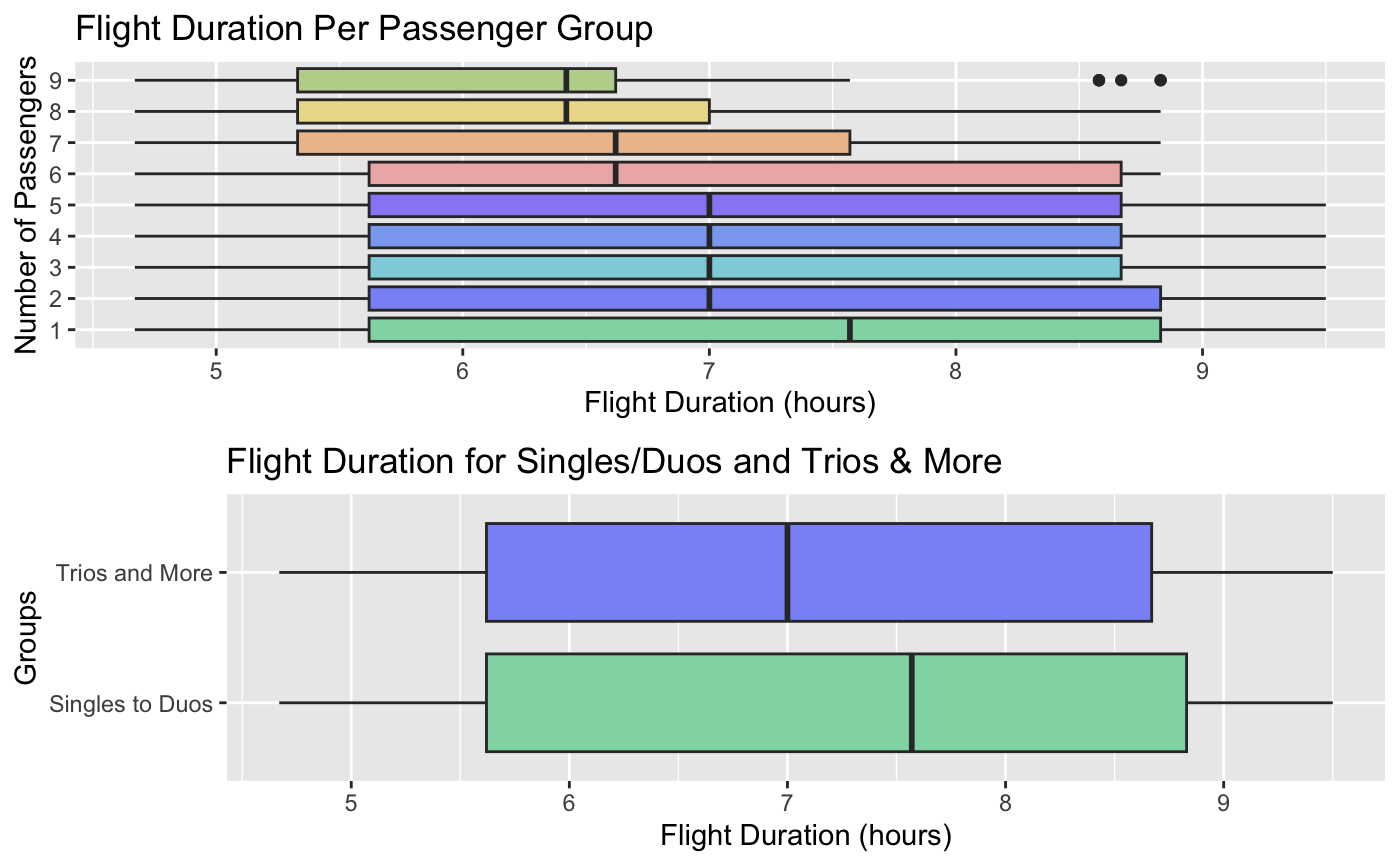 Flight Duration Per Passenger Group
Number of Passengers
9
8
7
6
5
4
3
2
1
5 6 7 8 9
Flight Duration (hours)
Flight Duration for Singles/Duos and Trios & More
Groups
Trios and More
Singles to Duos
5 6 7 8 9
Flight Duration (hours)